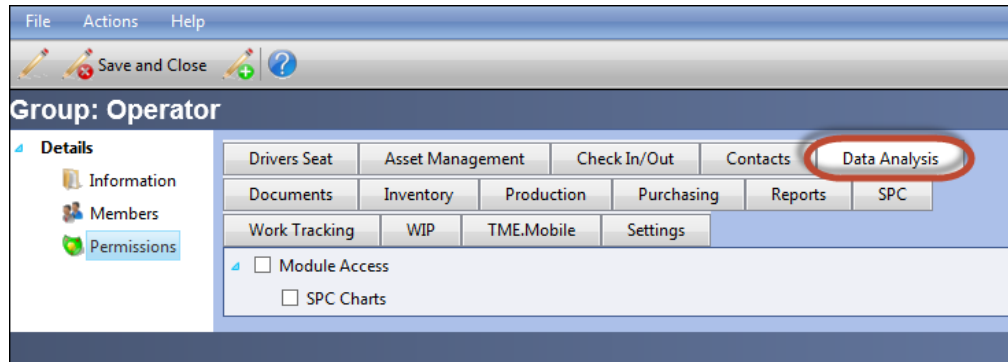 File Actions Help
Save and Close
Group: Operator
Details
Information
Members
Permissions
Drivers Seat Asset Management Check In/Out Contacts Data Analysis
Documents Inventory Production Purchasing Reports SPC
Work Tracking WIP TME.Mobile Settings
Module Access
SPC Charts